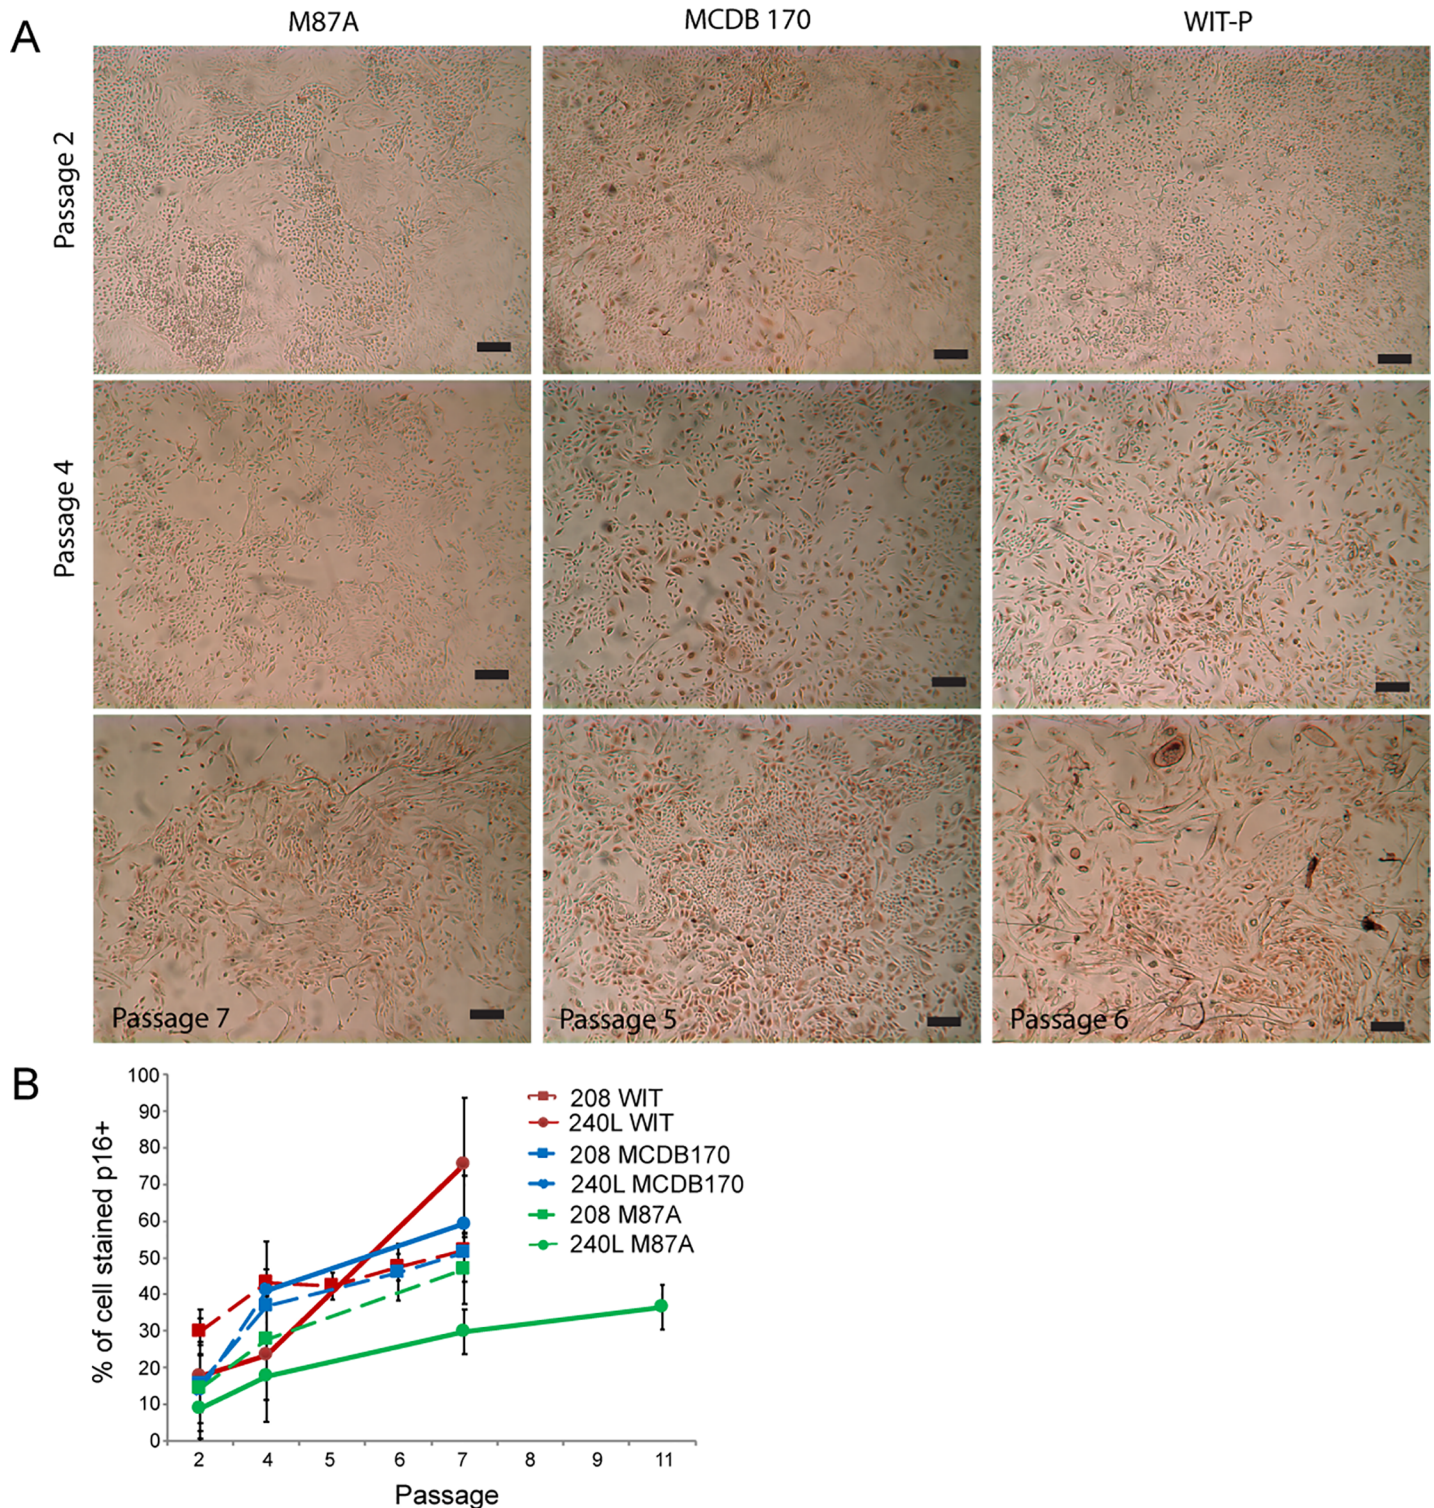 A
M87A MCDB 170 WIT-P
Passage 2
Passage 4
Passage 7 Passage 5 Passage 6
B
% of cell stained p16+
100
90
80
70
60
50
40
30
20
10
0
2 4 5 6 7 8 9 11
Passage
208 WIT
240L WIT
208 MCDB170
240L MCDB170
208 M87A
240L M87A